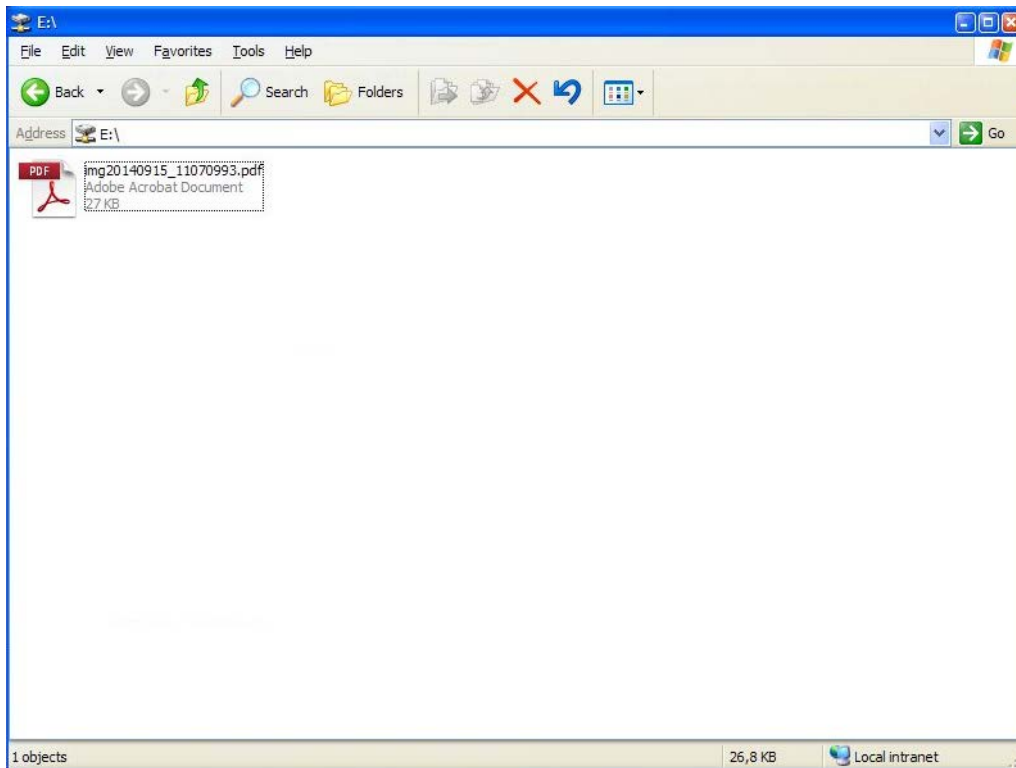 E:\
File Edit View Favorites Tools Help
Back Search Folders
Address E:\ Go
PDF
img20140915_11070993.pdf
Adobe Acrobat Document
27 KB
1 objects 26,8 KB Local intranet